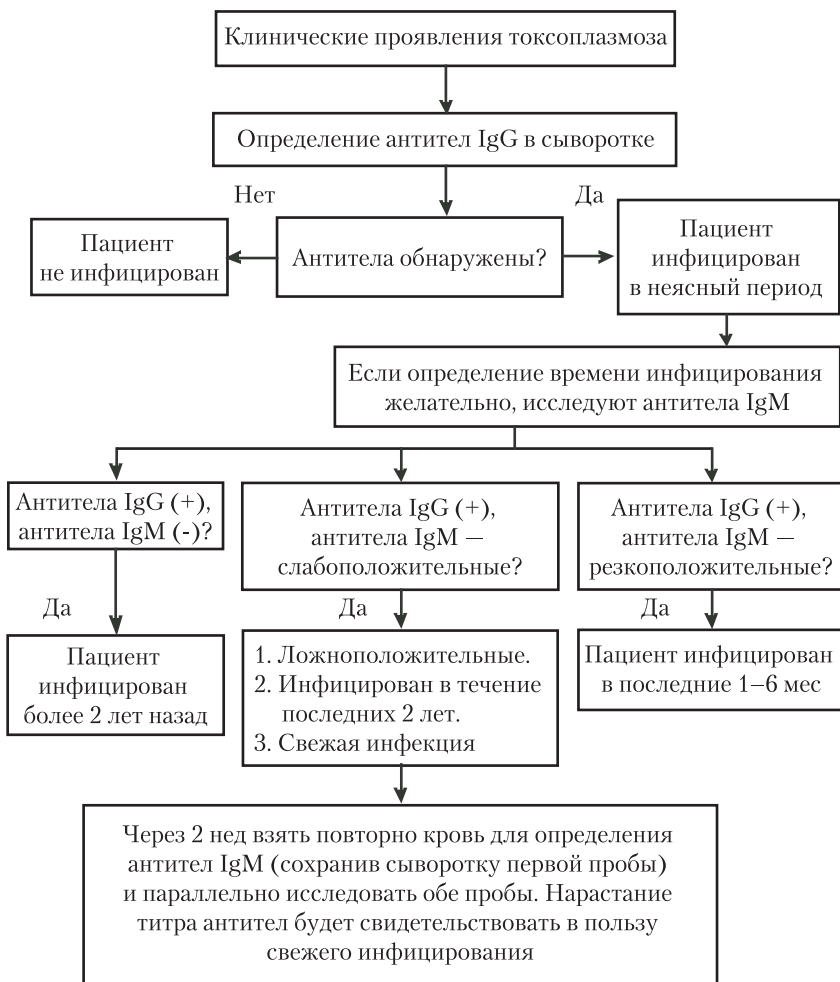 Клинические проявления токсоплазмоза
Определение антител IgG в сыворотке
Нет
Да
Пациент
не инфицирован
Антитела обнаружены?
Пациент
инфицирован
в неясный период
Если определение времени инфицирования
желательно, исследуют антитела IgM
Антитела IgG (+),
антитела IgM (-)?
Антитела IgG (+),
антитела IgM –
слабоположительные?
Антитела IgG (+),
антитела IgM –
резкоположительные?
Да
Да
Да
Пациент
инфицирован
более 2 лет назад
1. Ложноположительные.
2. Инфицирован в течение
последних 2 лет.
3. Свежая инфекция
Пациент инфицирован
в последние 1–6 мес
Через 2 нед взять повторно кровь для определения
антител IgM (сохранив сыворотку первой пробы)
и параллельно исследовать обе пробы. Нарастание
титра антител будет свидетельствовать в пользу
свежего инфицирования